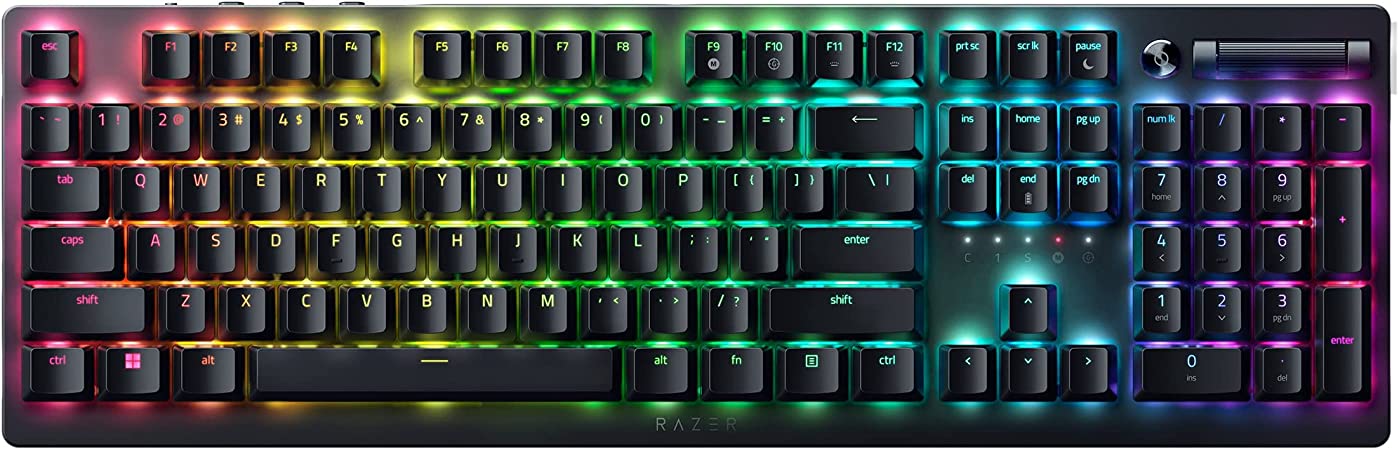 esc F1 F2 F3 F4 F5 F6 F7 F8 F9 F10 F11 F12 prt sc scr lk pause
M G
` ~ 1 ! 2 @ 3 # 4 $ 5 % 6 ^ 7 & 8 * 9 ( 0 ) - _ = + ← ins home pg up num lk / * -
tab Q W E R T Y U I O P [ { ] } \ | del end pg dn 7 8 9 +
home ^ pg up
caps A S D F G H J K L ; : ' " enter 4 5 6
< >
C 1 S M G
shift Z X C V B N M , < . > / ? shift ^ 1 2 3 enter
end ⌄ pg dn
ctrl alt — alt fn ctrl < ⌄ > 0 .
ins del
RAZER